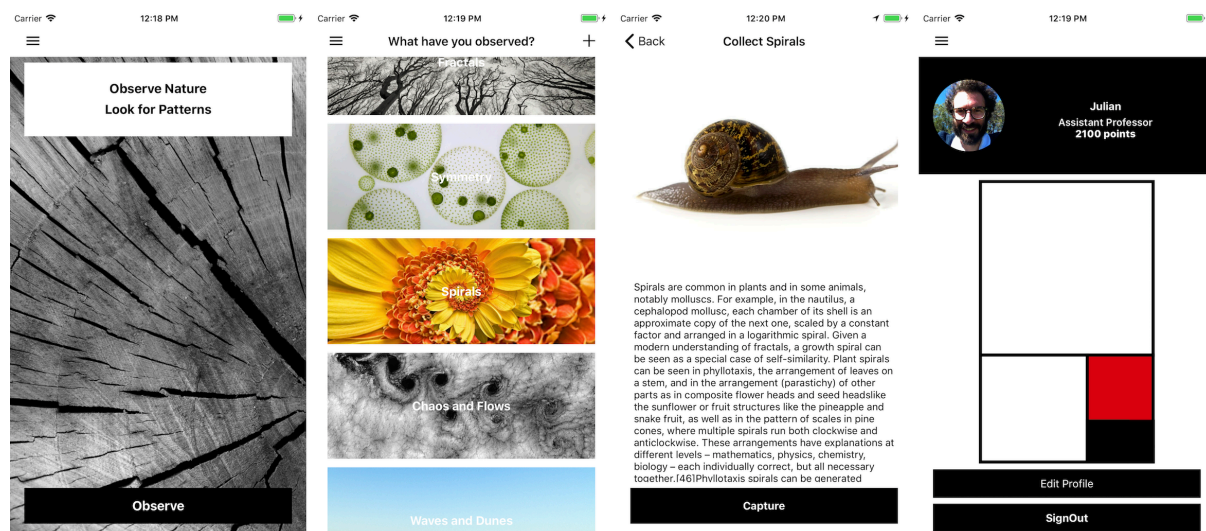 Carrier 12:18 PM
Observe Nature
Look for Patterns
Observe
Carrier 12:19 PM
What have you observed? +
Fractals
Symmetry
Spirals
Chaos and Flows
Waves and Dunes
Carrier 12:20 PM
Back Collect Spirals
Spirals are common in plants and in some animals,
notably molluscs. For example, in the nautilus, a
cephalopod mollusc, each chamber of its shell is an
approximate copy of the next one, scaled by a constant
factor and arranged in a logarithmic spiral. Given a
modern understanding of fractals, a growth spiral can
be seen as a special case of self-similarity. Plant spirals
can be seen in phyllotaxis, the arrangement of leaves on
a stem, and in the arrangement (parastichy) of other
parts as in composite flower heads and seed headslike
the sunflower or fruit structures like the pineapple and
snake fruit, as well as in the pattern of scales in pine
cones, where multiple spirals run both clockwise and
anticlockwise. These arrangements have explanations at
different levels – mathematics, physics, chemistry,
biology – each individually correct, but all necessary
together.[46]Phyllotaxis spirals can be generated
Capture
Carrier 12:19 PM
Julian
Assistant Professor
2100 points
Edit Profile
SignOut